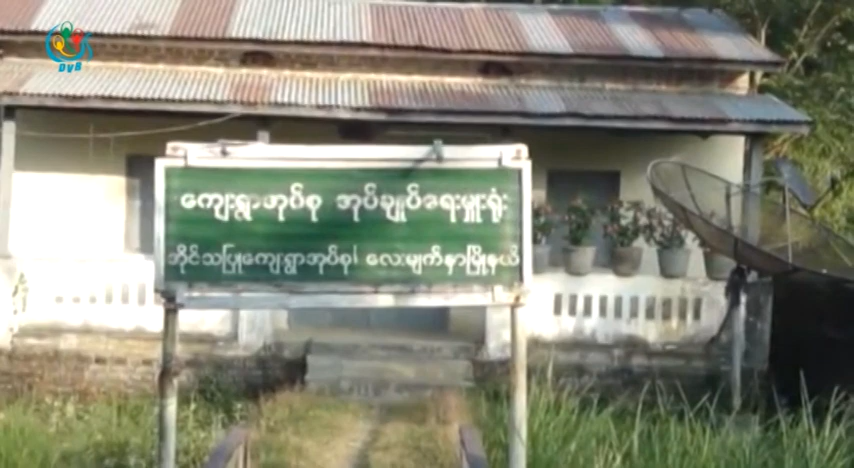 DVB
ကျေးရွာအုပ်စု အုပ်ချုပ်ရေးမှူးရုံး
အိုင်သပြုကျေးရွာအုပ်စု၊ လေးမျက်နှာမြို့နယ်